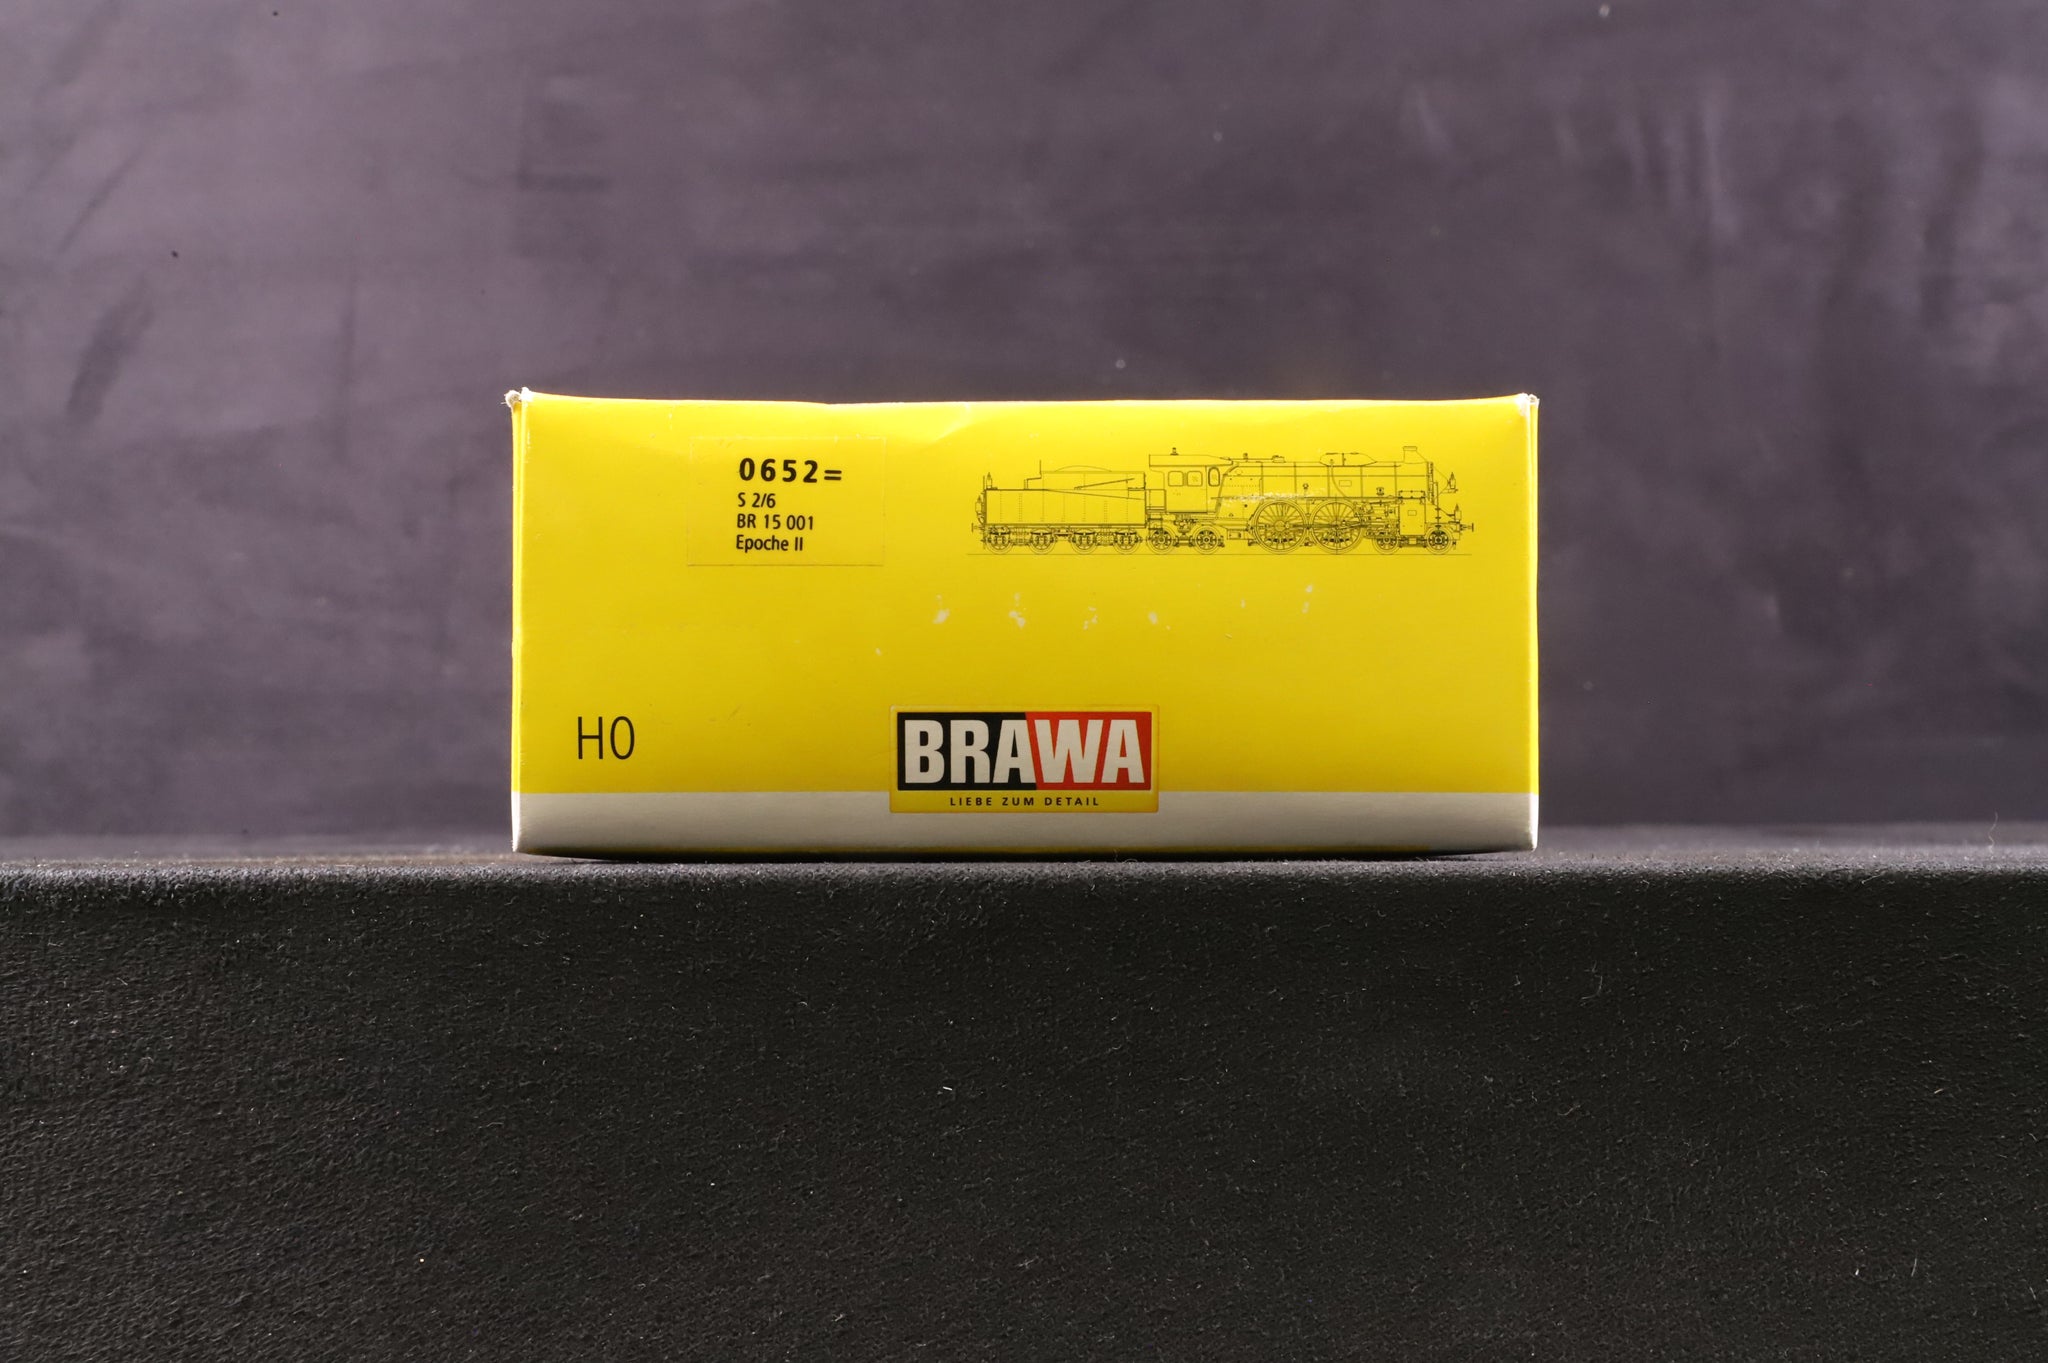 0652=
S 2/6
BR 15 001
Epoche II
H0
BRAWA
LIEBE ZUM DETAIL